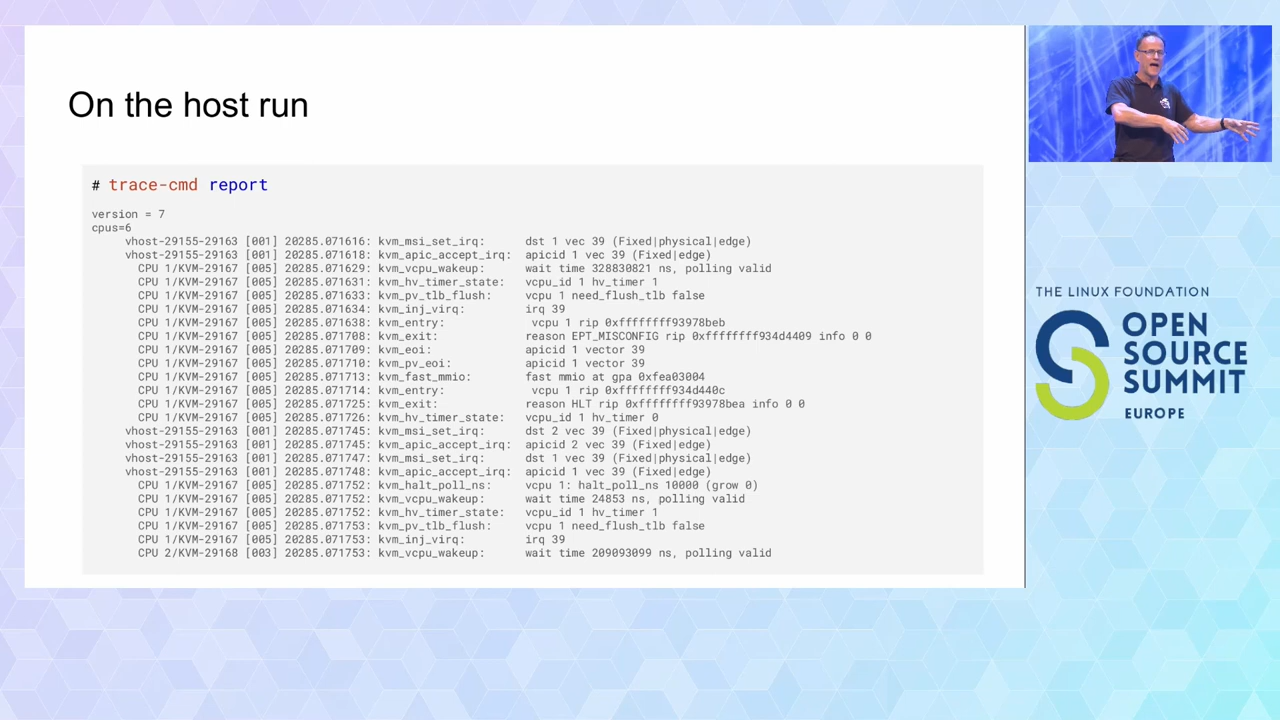 On the host run
# trace-cmd report
version = 7
cpus=6
vhost-29155-29163 [001] 20285.071616: kvm_msi_set_irq: dst 1 vec 39 (Fixed|physical|edge)
vhost-29155-29163 [001] 20285.071618: kvm_apic_accept_irq: apicid 1 vec 39 (Fixed|edge)
CPU 1/KVM-29167 [005] 20285.071629: kvm_vcpu_wakeup: wait time 328830821 ns, polling valid
CPU 1/KVM-29167 [005] 20285.071631: kvm_hv_timer_state: vcpu_id 1 hv_timer 1
CPU 1/KVM-29167 [005] 20285.071633: kvm_pv_tlb_flush: vcpu 1 need_flush_tlb false
CPU 1/KVM-29167 [005] 20285.071634: kvm_inj_virq: irq 39
CPU 1/KVM-29167 [005] 20285.071638: kvm_entry: vcpu 1 rip 0xffffffff93978beb
CPU 1/KVM-29167 [005] 20285.071708: kvm_exit: reason EPT_MISCONFIG rip 0xffffffff934d4409 info 0 0
CPU 1/KVM-29167 [005] 20285.071709: kvm_eoi: apicid 1 vector 39
CPU 1/KVM-29167 [005] 20285.071710: kvm_pv_eoi: apicid 1 vector 39
CPU 1/KVM-29167 [005] 20285.071713: kvm_fast_mmio: fast mmio at gpa 0xfea03004
CPU 1/KVM-29167 [005] 20285.071714: kvm_entry: vcpu 1 rip 0xffffffff934d440c
CPU 1/KVM-29167 [005] 20285.071725: kvm_exit: reason HLT rip 0xffffffff93978bea info 0 0
CPU 1/KVM-29167 [005] 20285.071726: kvm_hv_timer_state: vcpu_id 1 hv_timer 0
vhost-29155-29163 [001] 20285.071745: kvm_msi_set_irq: dst 2 vec 39 (Fixed|physical|edge)
vhost-29155-29163 [001] 20285.071745: kvm_apic_accept_irq: apicid 2 vec 39 (Fixed|edge)
vhost-29155-29163 [001] 20285.071747: kvm_msi_set_irq: dst 1 vec 39 (Fixed|physical|edge)
vhost-29155-29163 [001] 20285.071748: kvm_apic_accept_irq: apicid 1 vec 39 (Fixed|edge)
CPU 1/KVM-29167 [005] 20285.071752: kvm_halt_poll_ns: vcpu 1: halt_poll_ns 10000 (grow 0)
CPU 1/KVM-29167 [005] 20285.071752: kvm_vcpu_wakeup: wait time 24853 ns, polling valid
CPU 1/KVM-29167 [005] 20285.071752: kvm_hv_timer_state: vcpu_id 1 hv_timer 1
CPU 1/KVM-29167 [005] 20285.071753: kvm_pv_tlb_flush: vcpu 1 need_flush_tlb false
CPU 1/KVM-29167 [005] 20285.071753: kvm_inj_virq: irq 39
CPU 2/KVM-29168 [003] 20285.071753: kvm_vcpu_wakeup: wait time 209093099 ns, polling valid
THE LINUX FOUNDATION
OPEN
SOURCE
SUMMIT
EUROPE